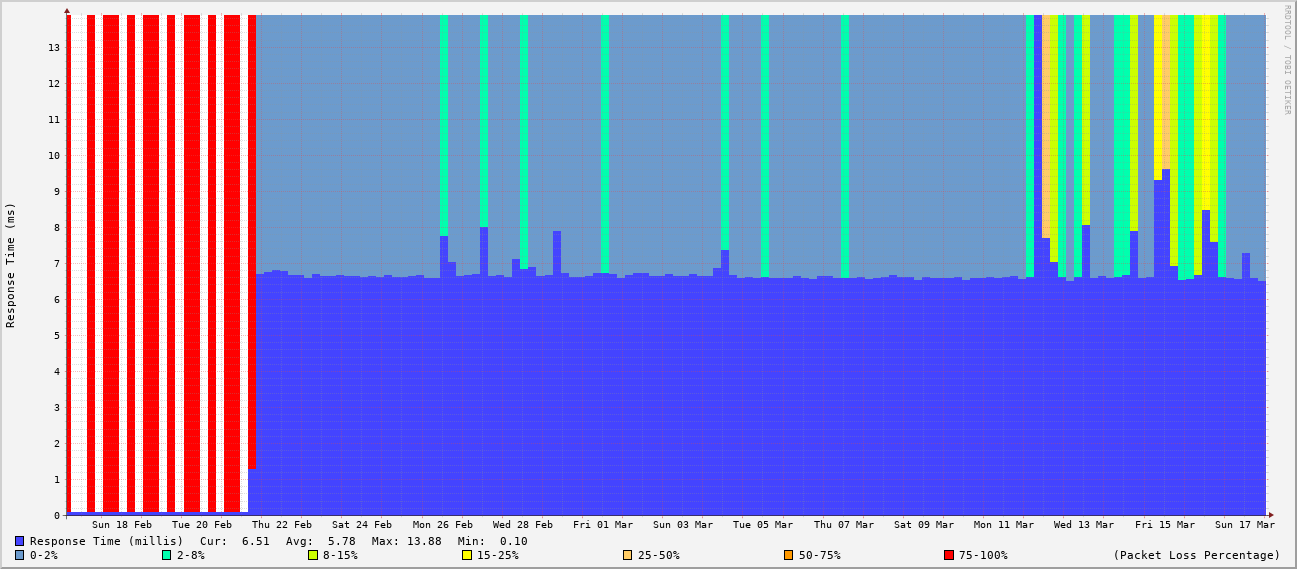 RRDTOOL / TOBI OETIKER
Response Time (ms)
13
12
11
10
9
8
7
6
5
4
3
2
1
0
Sun 18 Feb Tue 20 Feb Thu 22 Feb Sat 24 Feb Mon 26 Feb Wed 28 Feb Fri 01 Mar Sun 03 Mar Tue 05 Mar Thu 07 Mar Sat 09 Mar Mon 11 Mar Wed 13 Mar Fri 15 Mar Sun 17 Mar
Response Time (millis) Cur: 6.51 Avg: 5.78 Max: 13.88 Min: 0.10
0-2% 2-8% 8-15% 15-25% 25-50% 50-75% 75-100% (Packet Loss Percentage)